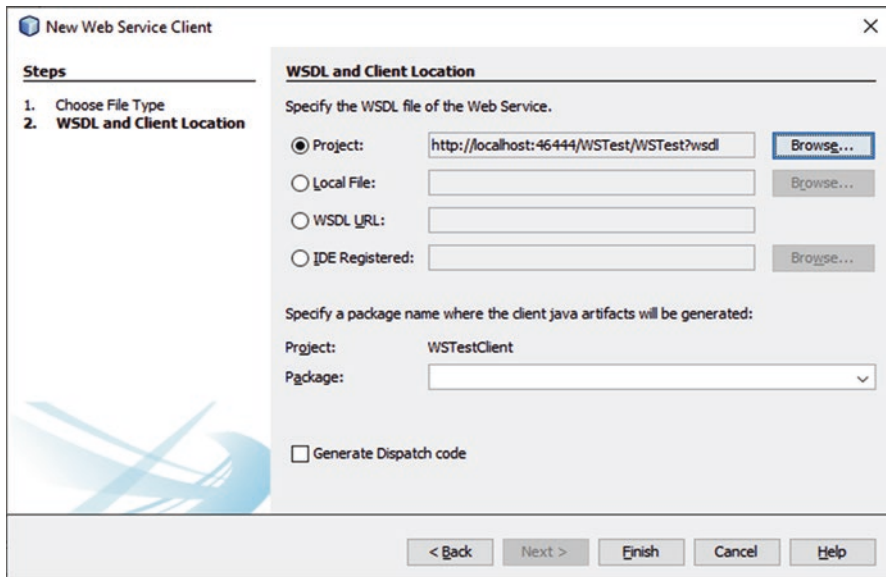 New Web Service Client
Steps
1. Choose File Type
2. WSDL and Client Location
WSDL and Client Location
Specify the WSDL file of the Web Service.
Project: http://localhost:46444/WSTest/WSTest?wsdl Browse...
Local File: Browse...
WSDL URL:
IDE Registered: Browse...
Specify a package name where the client java artifacts will be generated:
Project: WSTestClient
Package:
Generate Dispatch code
< Back Next > Finish Cancel Help